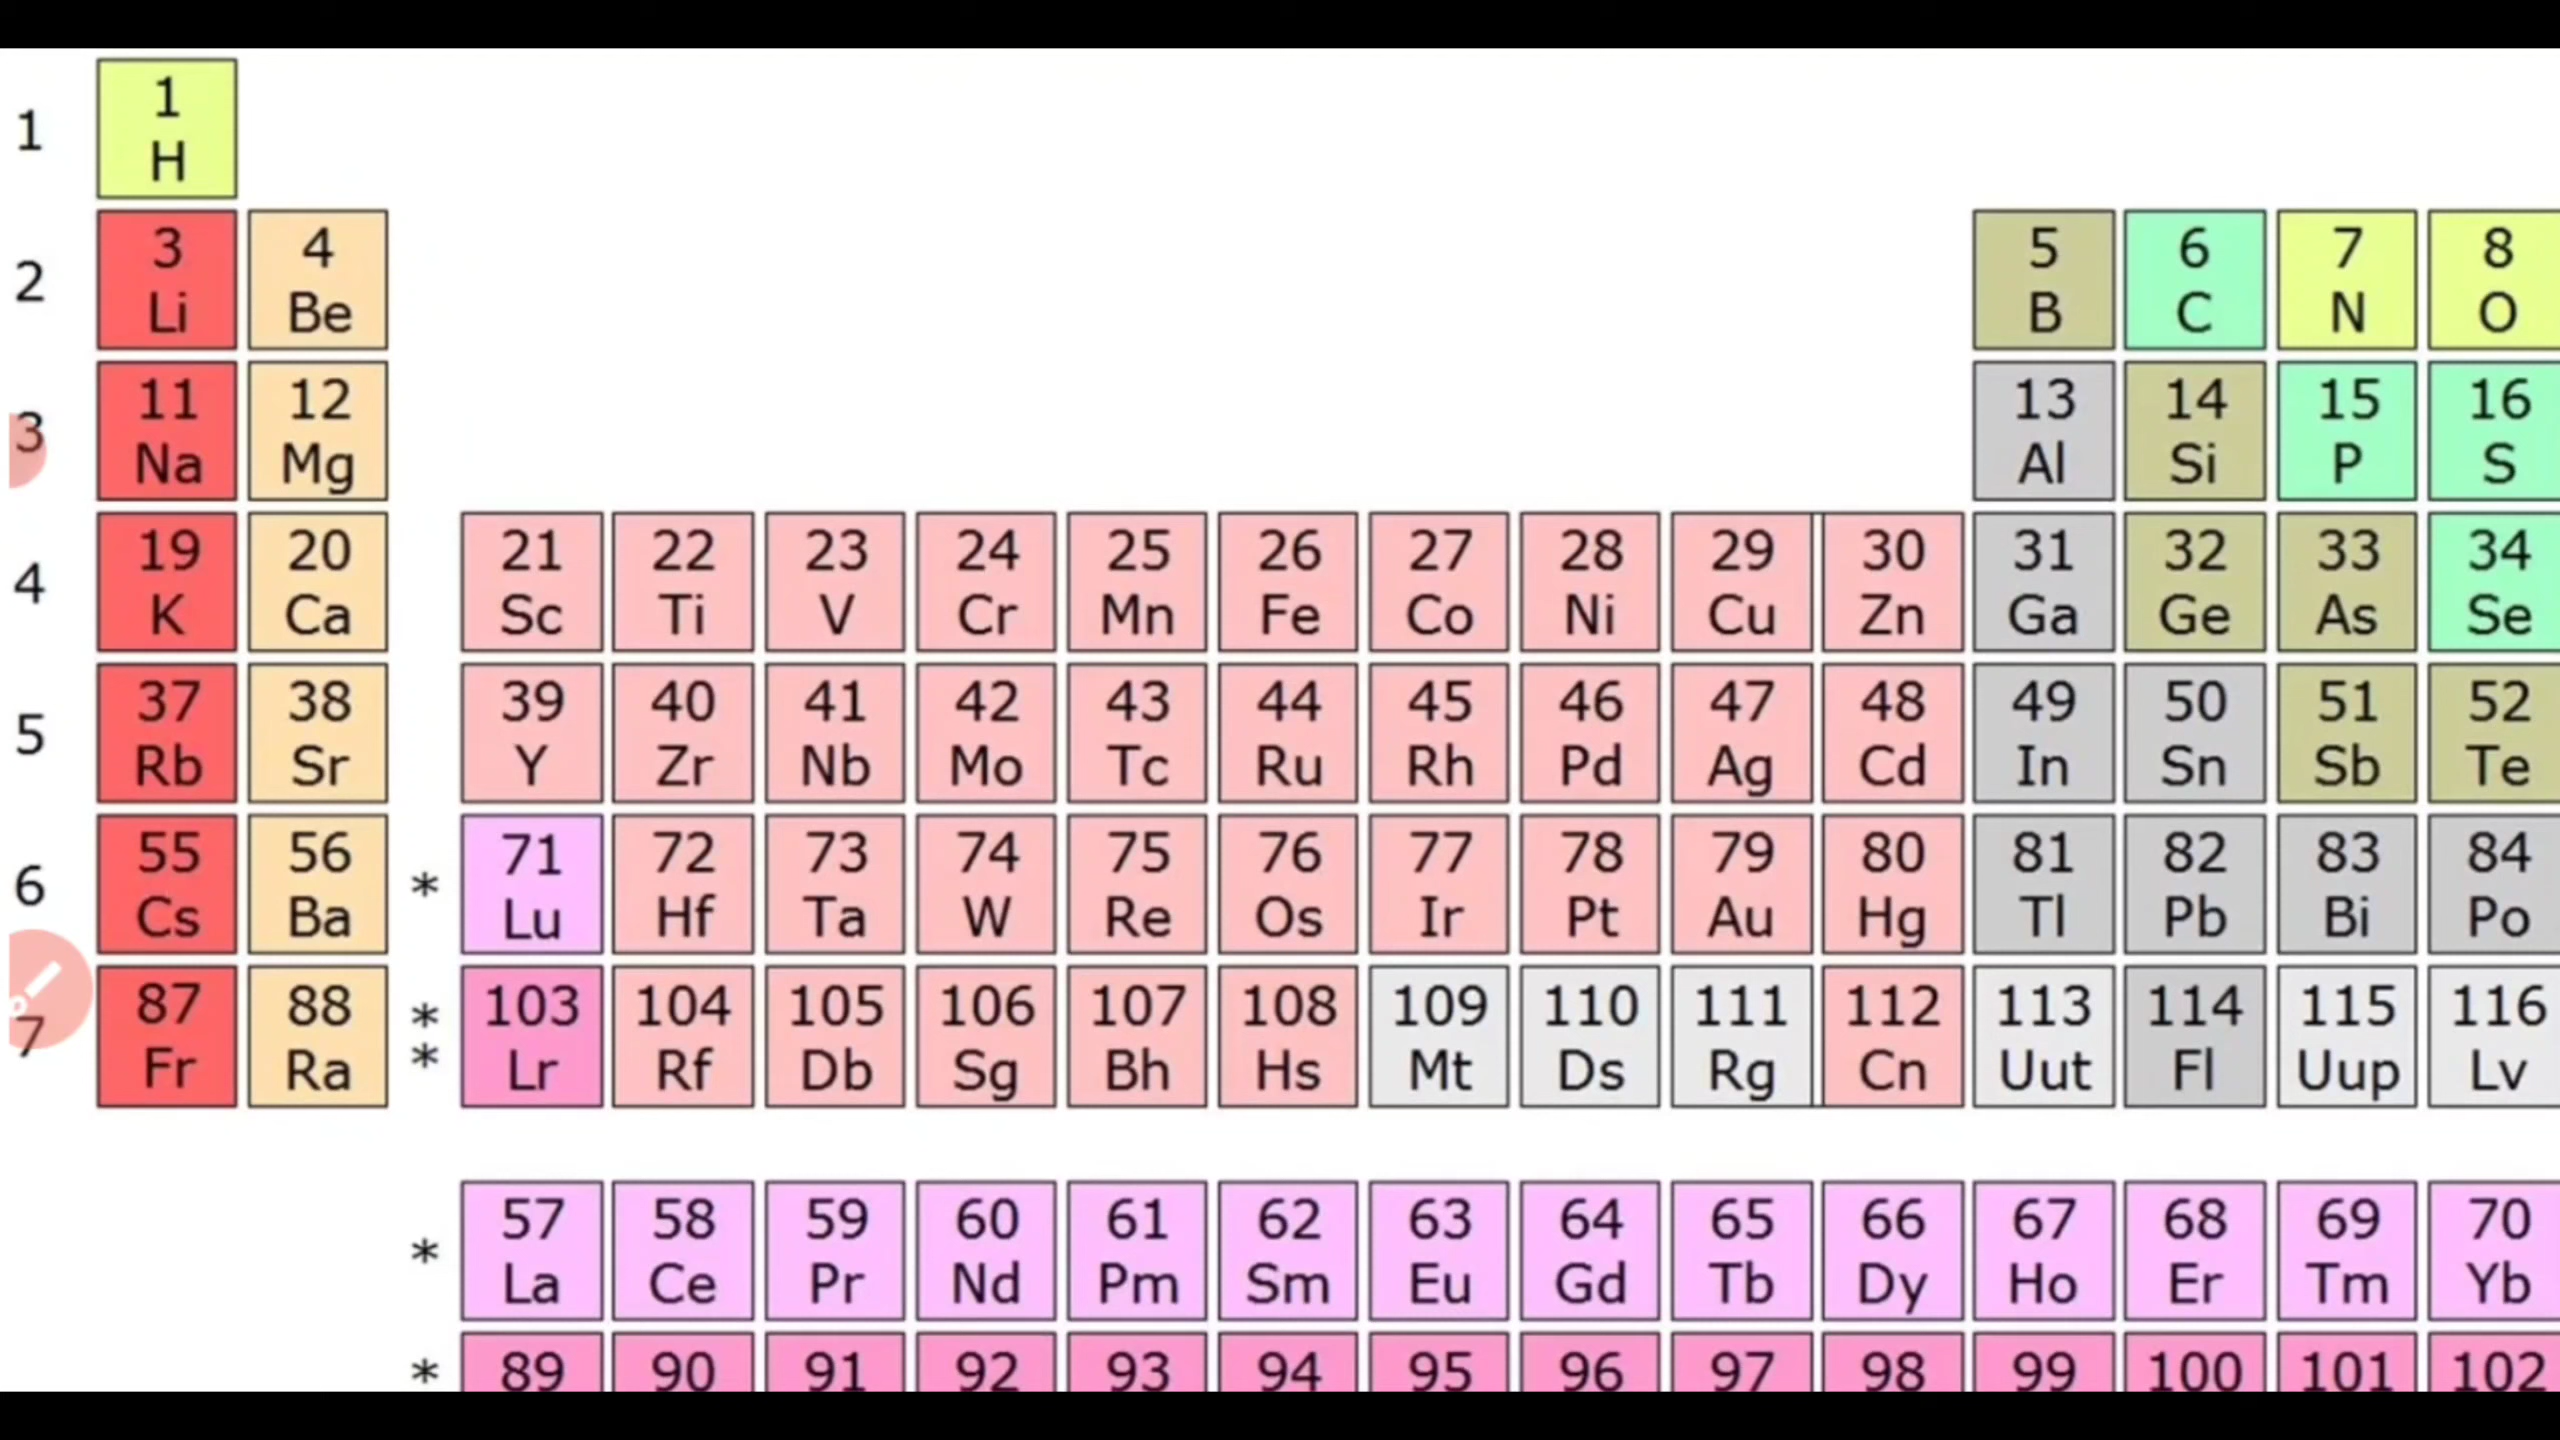 1 H
1
2 3 4 5 6 7 8
Li Be B C N O
3 11 12 13 14 15 16
Na Mg Al Si P S
4 19 20 21 22 23 24 25 26 27 28 29 30 31 32 33 34
K Ca Sc Ti V Cr Mn Fe Co Ni Cu Zn Ga Ge As Se
5 37 38 39 40 41 42 43 44 45 46 47 48 49 50 51 52
Rb Sr Y Zr Nb Mo Tc Ru Rh Pd Ag Cd In Sn Sb Te
6 55 56 * 71 72 73 74 75 76 77 78 79 80 81 82 83 84
Cs Ba Lu Hf Ta W Re Os Ir Pt Au Hg Tl Pb Bi Po
7 87 88 * * 103 104 105 106 107 108 109 110 111 112 113 114 115 116
Fr Ra Lr Rf Db Sg Bh Hs Mt Ds Rg Cn Uut Fl Uup Lv
* 57 58 59 60 61 62 63 64 65 66 67 68 69 70
La Ce Pr Nd Pm Sm Eu Gd Tb Dy Ho Er Tm Yb
* 89 90 91 92 93 94 95 96 97 98 99 100 101 102